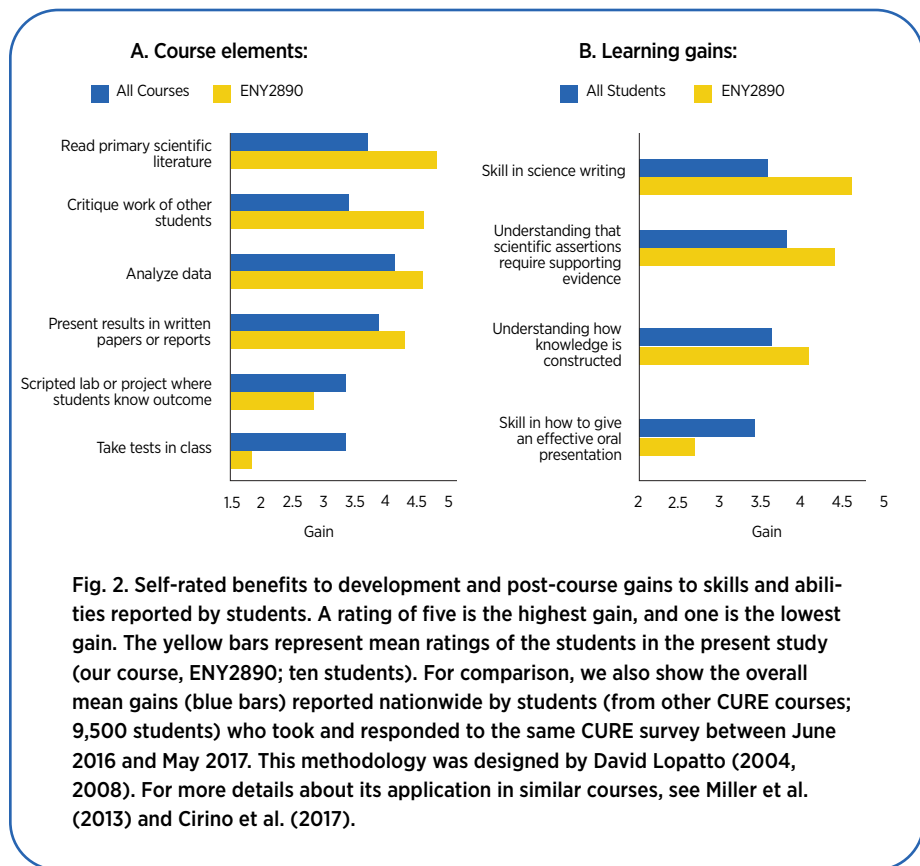 A. Course elements:
All Courses
ENY2890
Read primary scientific
literature
Critique work of other
students
Analyze data
Present results in written
papers or reports
Scripted lab or project where
students know outcome
Take tests in class
1.5 2 2.5 3 3.5 4 4.5 5
Gain
B. Learning gains:
All Students
ENY2890
Skill in science writing
Understanding that
scientific assertions
require supporting
evidence
Understanding how
knowledge is
constructed
Skill in how to give
an effective oral
presentation
2 2.5 3 3.5 4 4.5 5
Gain
Fig. 2. Self-rated benefits to development and post-course gains to skills and abili-
ties reported by students. A rating of five is the highest gain, and one is the lowest
gain. The yellow bars represent mean ratings of the students in the present study
(our course, ENY2890; ten students). For comparison, we also show the overall
mean gains (blue bars) reported nationwide by students (from other CURE courses;
9,500 students) who took and responded to the same CURE survey between June
2016 and May 2017. This methodology was designed by David Lopatto (2004,
2008). For more details about its application in similar courses, see Miller et al.
(2013) and Cirino et al. (2017).